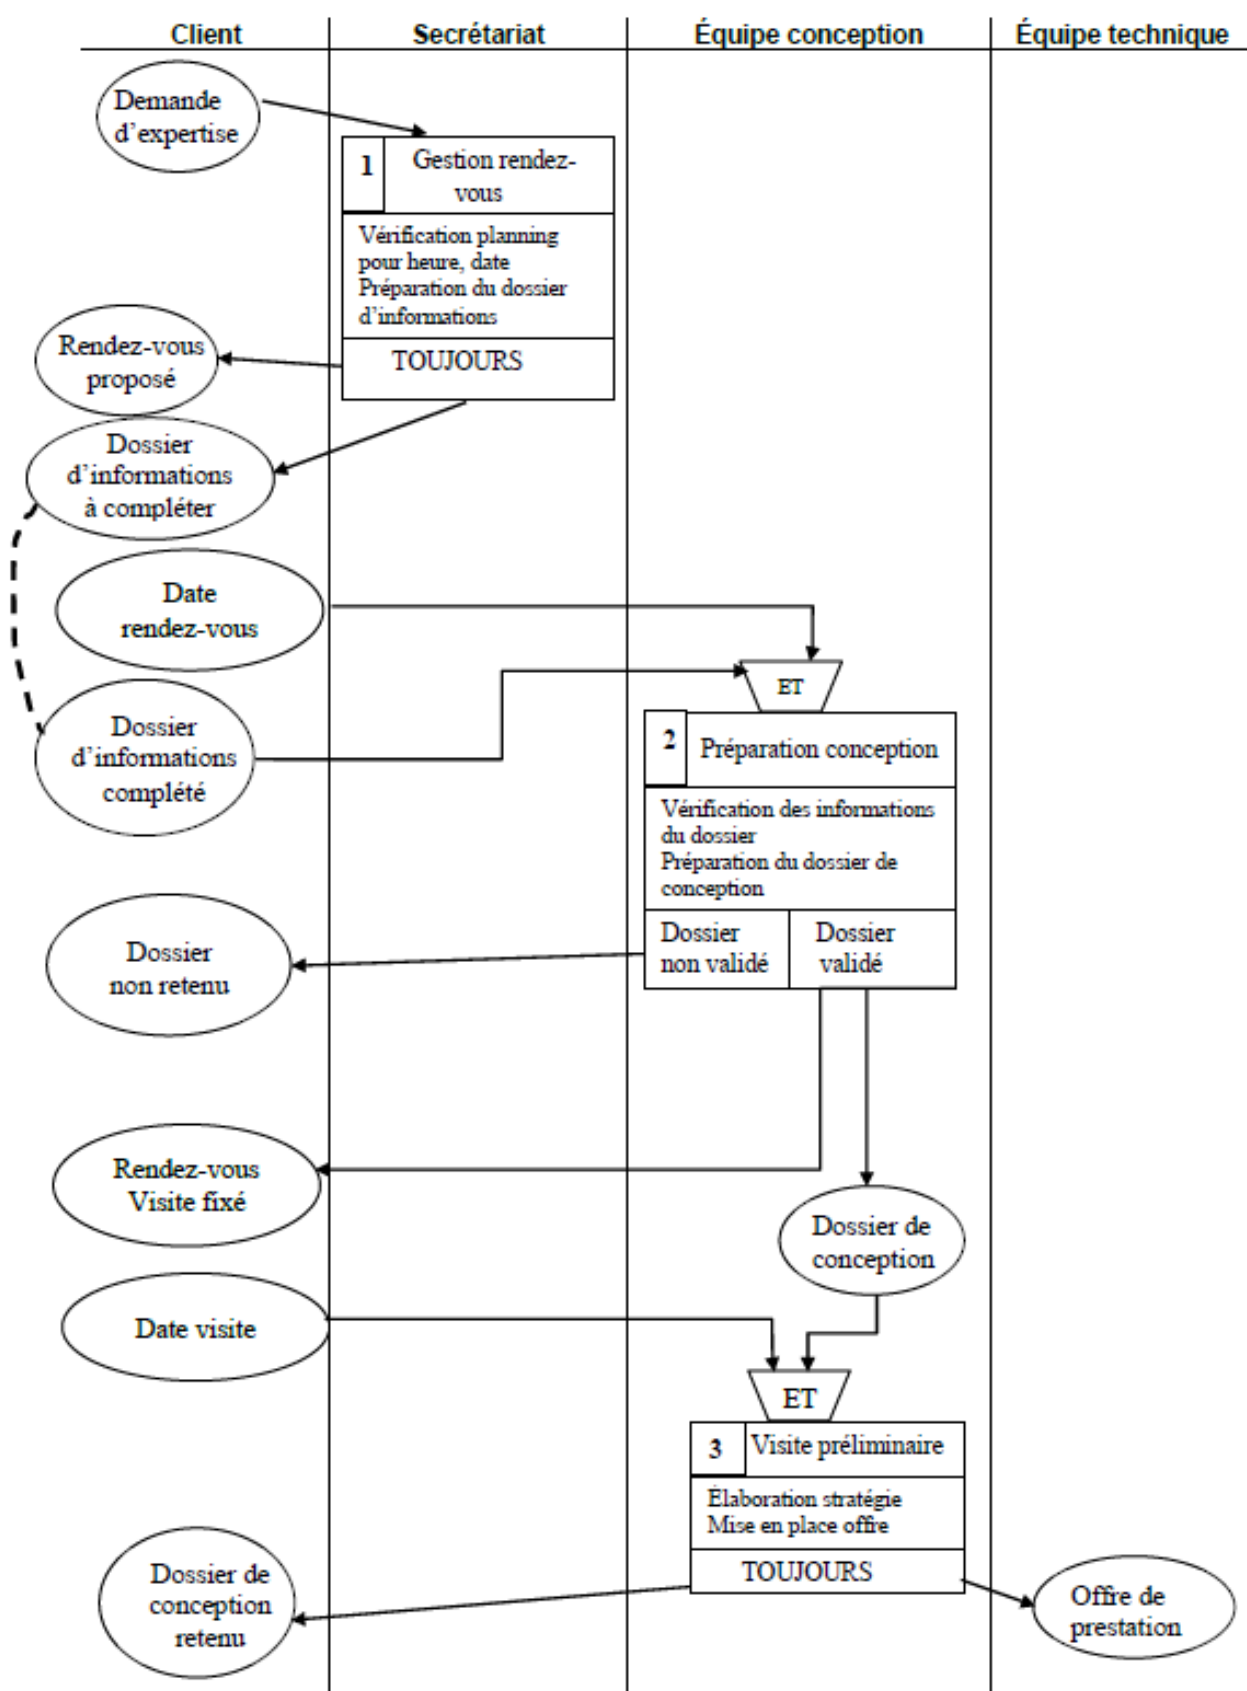 Client
Secrétariat
Équipe conception
Équipe technique
Demande
d'expertise
1
Gestion rendez-
vous
Vérification planning
pour heure, date
Préparation du dossier
d'informations
TOUJOURS
Rendez-vous
proposé
Dossier
d'informations
à compléter
Date
rendez-vous
ET
Dossier
d'informations
complété
2
Préparation conception
Vérification des informations
du dossier
Préparation du dossier de
conception
Dossier
non validé
Dossier
validé
Dossier
non retenu
Rendez-vous
Visite fixé
Dossier de
conception
Date visite
ET
3
Visite préliminaire
Élaboration stratégie
Mise en place offre
TOUJOURS
Dossier de
conception
retenu
Offre de
prestation